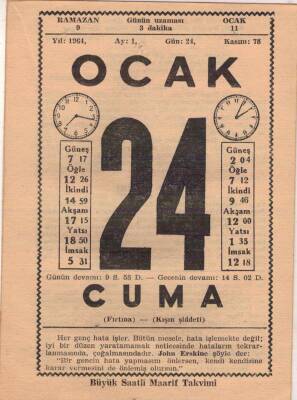 RAMAZAN 9
Günün uzaması 3 dakika
OCAK 11
Yıl: 1964, Ay: 1, Gün: 24, Kasım: 78
OCAK
24
Güneş
7 17
Öğle
12 26
İkindi
14 59
Akşam
17 15
Yatsı
18 50
İmsak
5 31
Güneş
2 04
Öğle
7 12
İkindi
9 46
Akşam
12 00
Yatsı
1 35
İmsak
12 18
Günün devamı: 9 S. 58 D. — Gecenin devamı: 14 S. 02 D.
CUMA
(Fırtına) — (Kışın şiddeti)
Her genç hata işler. Bütün mesele, hata işlemekte değil;
iyi bir düzen yaratamamak neticesinde hataların tekrar-
lanmasında, çoğalmasındadır. John Erskine şöyle der:
"Bir gencin hata yapmasını önlersen, kendi kendisine
karar vermesini de önlemiş olursun."
Büyük Saatli Maarif Takvimi